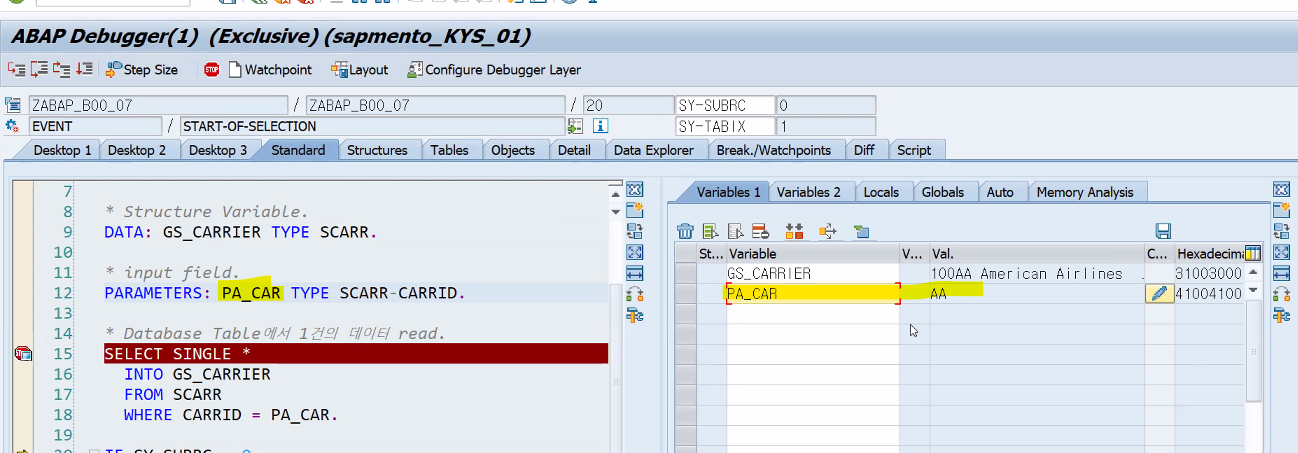 ABAP Debugger(1) (Exclusive) (sapmento_KYS_01)
Step Size STOP Watchpoint Layout Configure Debugger Layer
ZABAP_B00_07 / ZABAP_B00_07 / 20 SY-SUBRC 0
EVENT / START-OF-SELECTION SY-TABIX 1
Desktop 1 Desktop 2 Desktop 3 Standard Structures Tables Objects Detail Data Explorer Break./Watchpoints Diff Script
7
8 * Structure Variable.
9 DATA: GS_CARRIER TYPE SCARR.
10
11 * input field.
12 PARAMETERS: PA_CAR TYPE SCARR-CARRID.
13
14 * Database Table에서 1건의 데이터 read.
15 SELECT SINGLE *
16 INTO GS_CARRIER
17 FROM SCARR
18 WHERE CARRID = PA_CAR.
19
Variables 1 Variables 2 Locals Globals Auto Memory Analysis
St... Variable V... Val. C... Hexadecima
GS_CARRIER 100AA American Airlines 31003000
PA_CAR AA 41004100